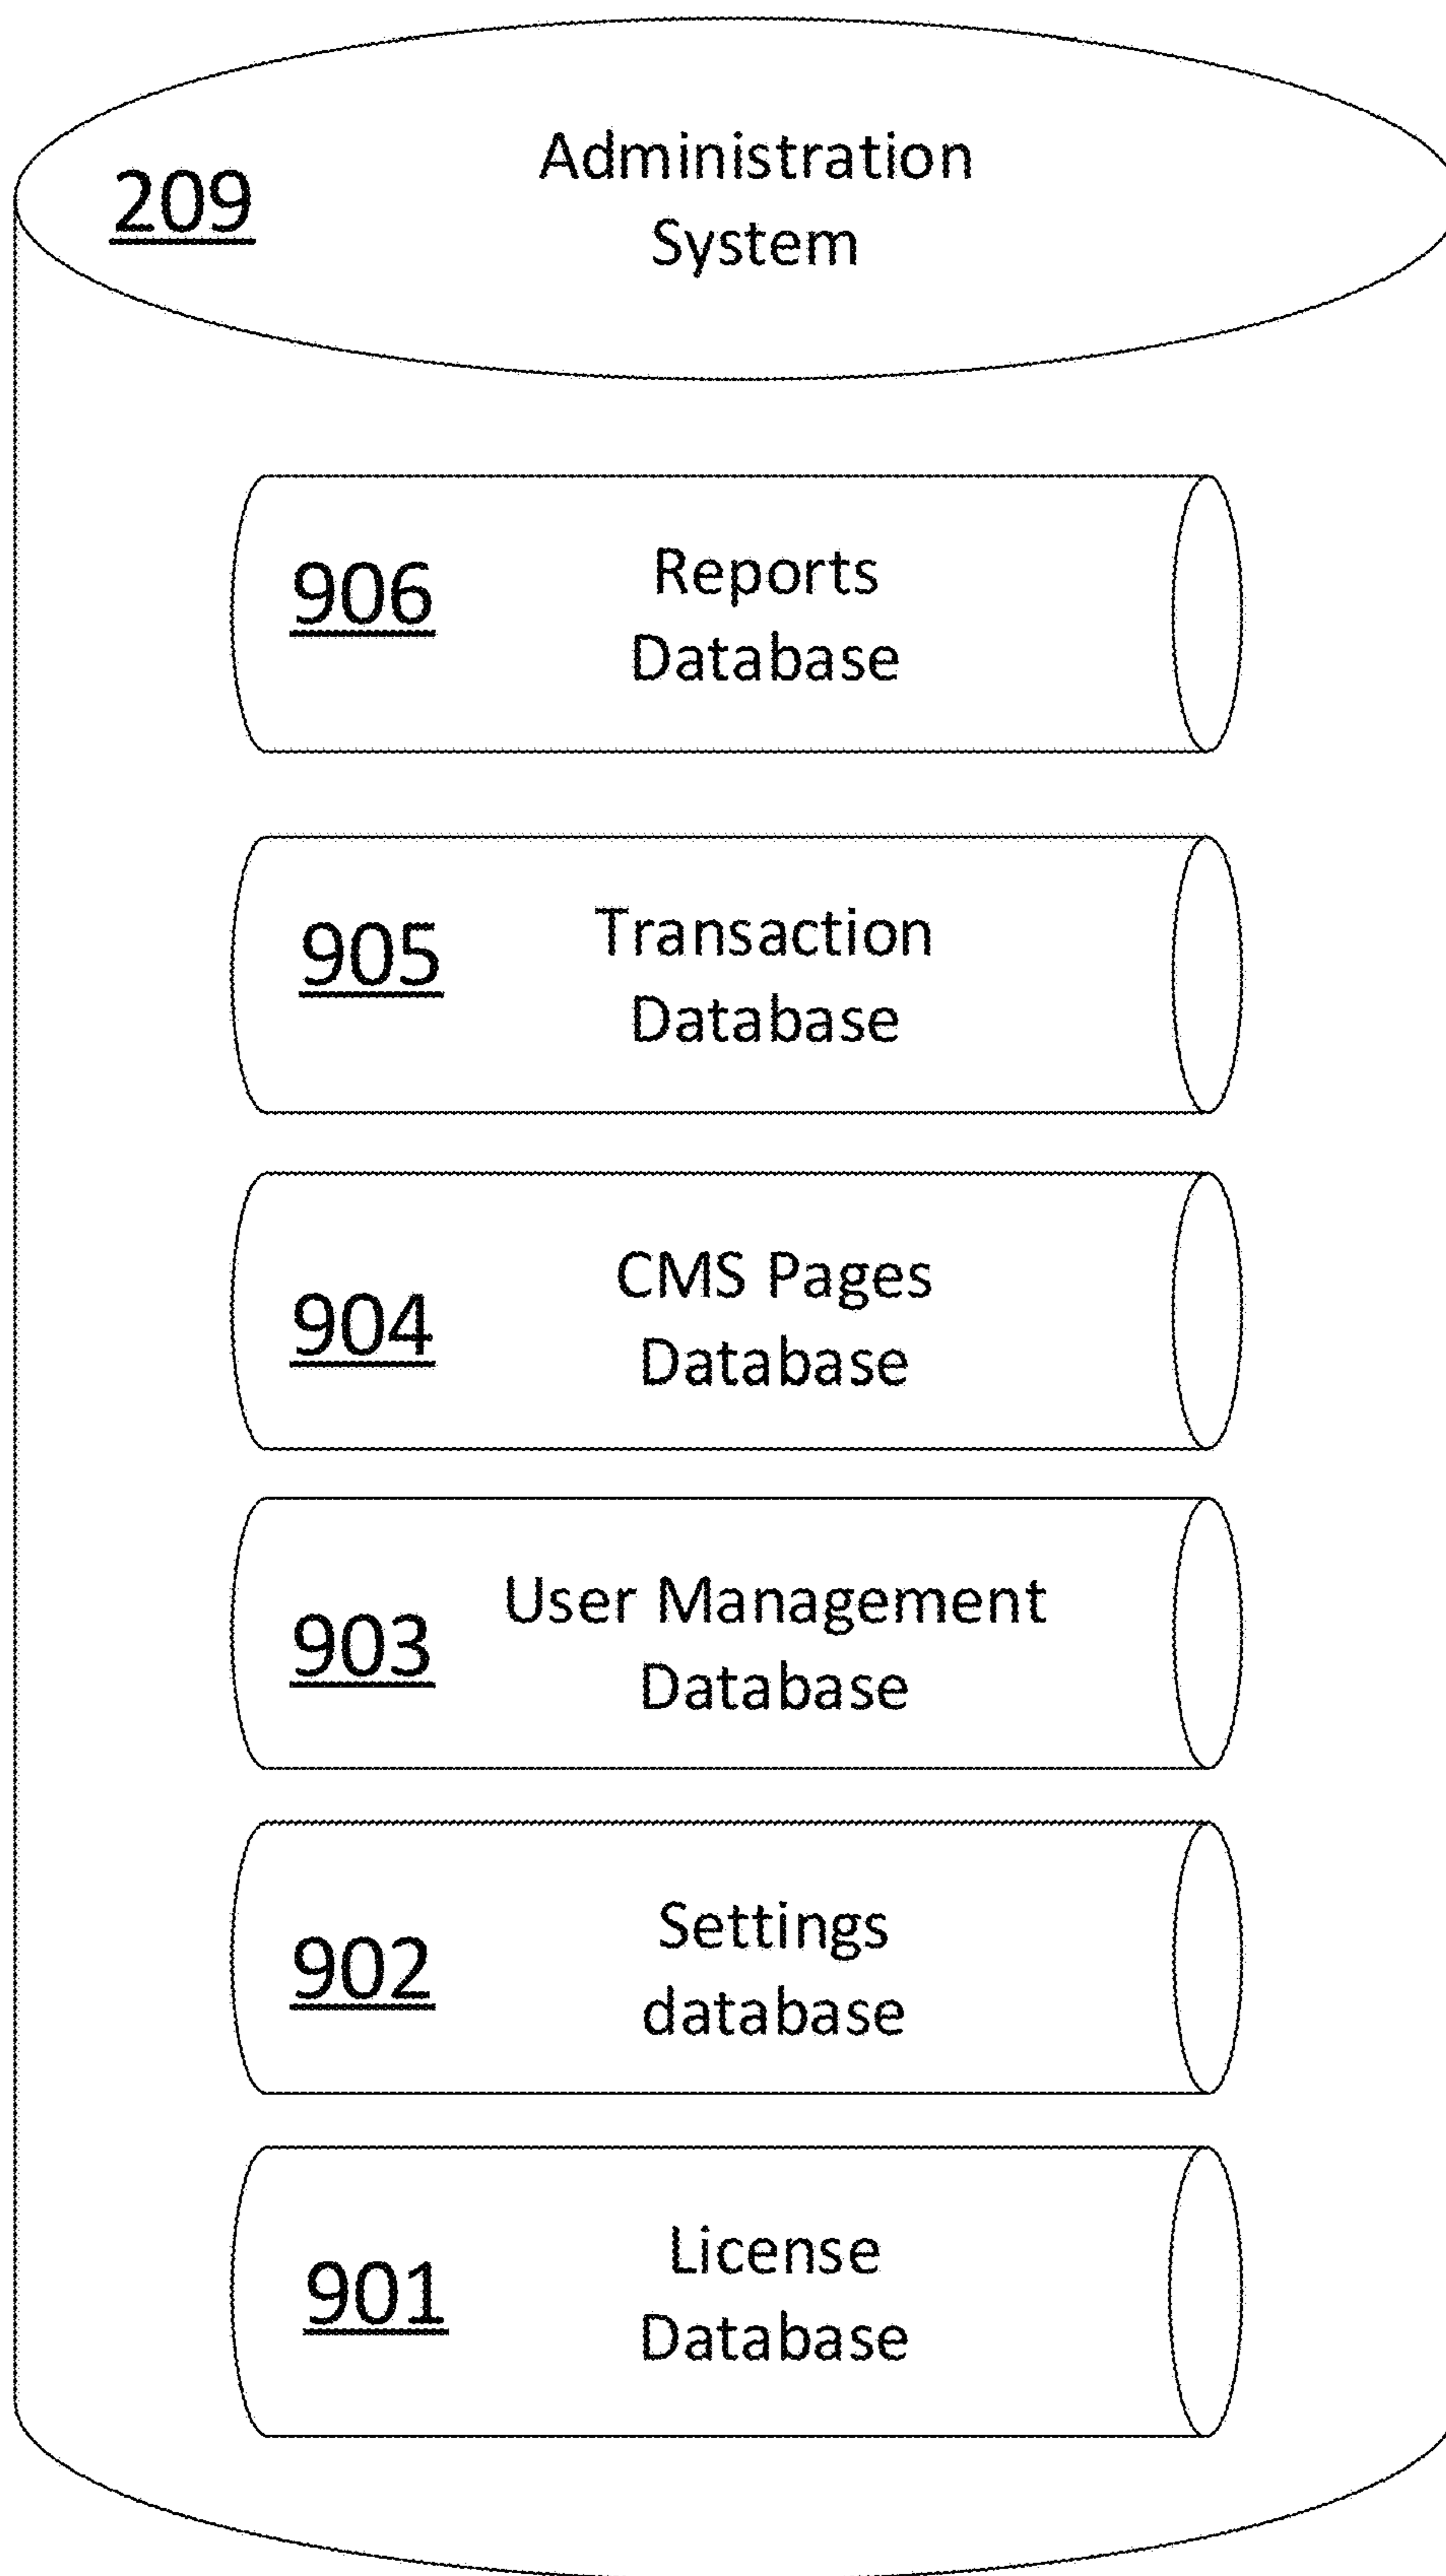 209
Administration
System
906
Reports
Database
905
Transaction
Database
904
CMS Pages
Database
903
User Management
Database
902
Settings
database
901
License
Database